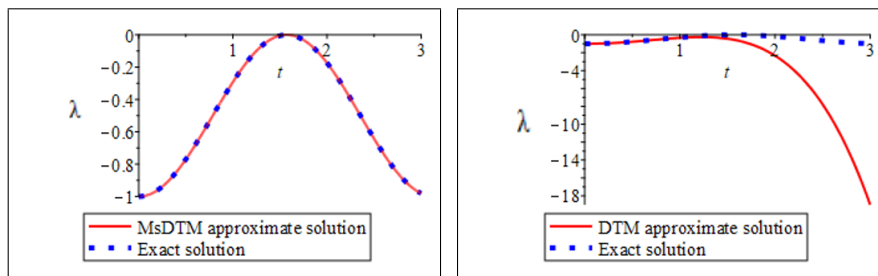 0 1 2 3
−0.2
t
−0.4
λ
−0.6
−0.8
−1
MsDTM approximate solution
Exact solution
0 1 2 3
t
−4
λ
−10
−14
−18
DTM approximate solution
Exact solution